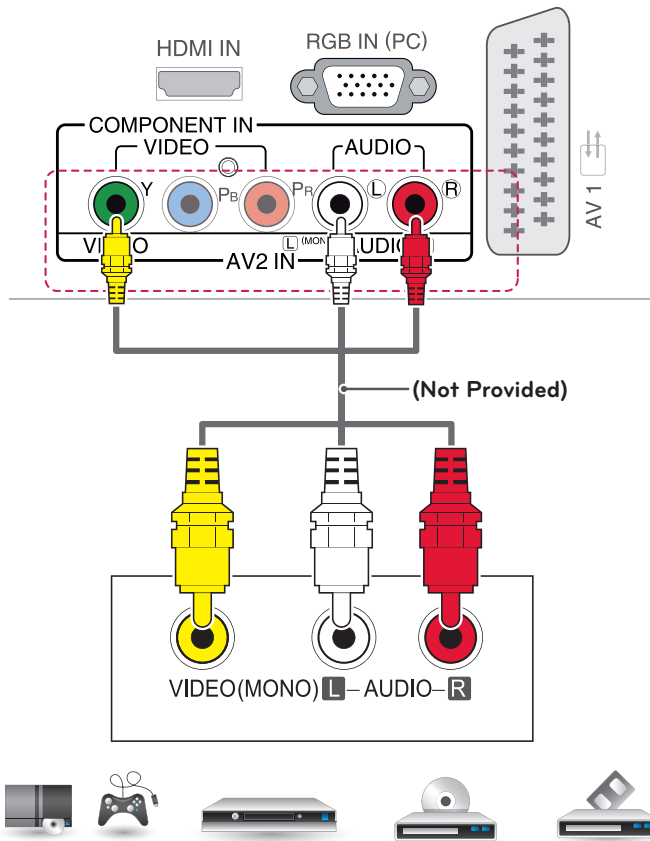 HDMI IN
RGB IN (PC)
COMPONENT IN
VIDEO
AUDIO
Y
PB
PR
L
R
AV 1
L
AV2 IN
(Not Provided)
VIDEO
(MONO)
L
AUDIO
R